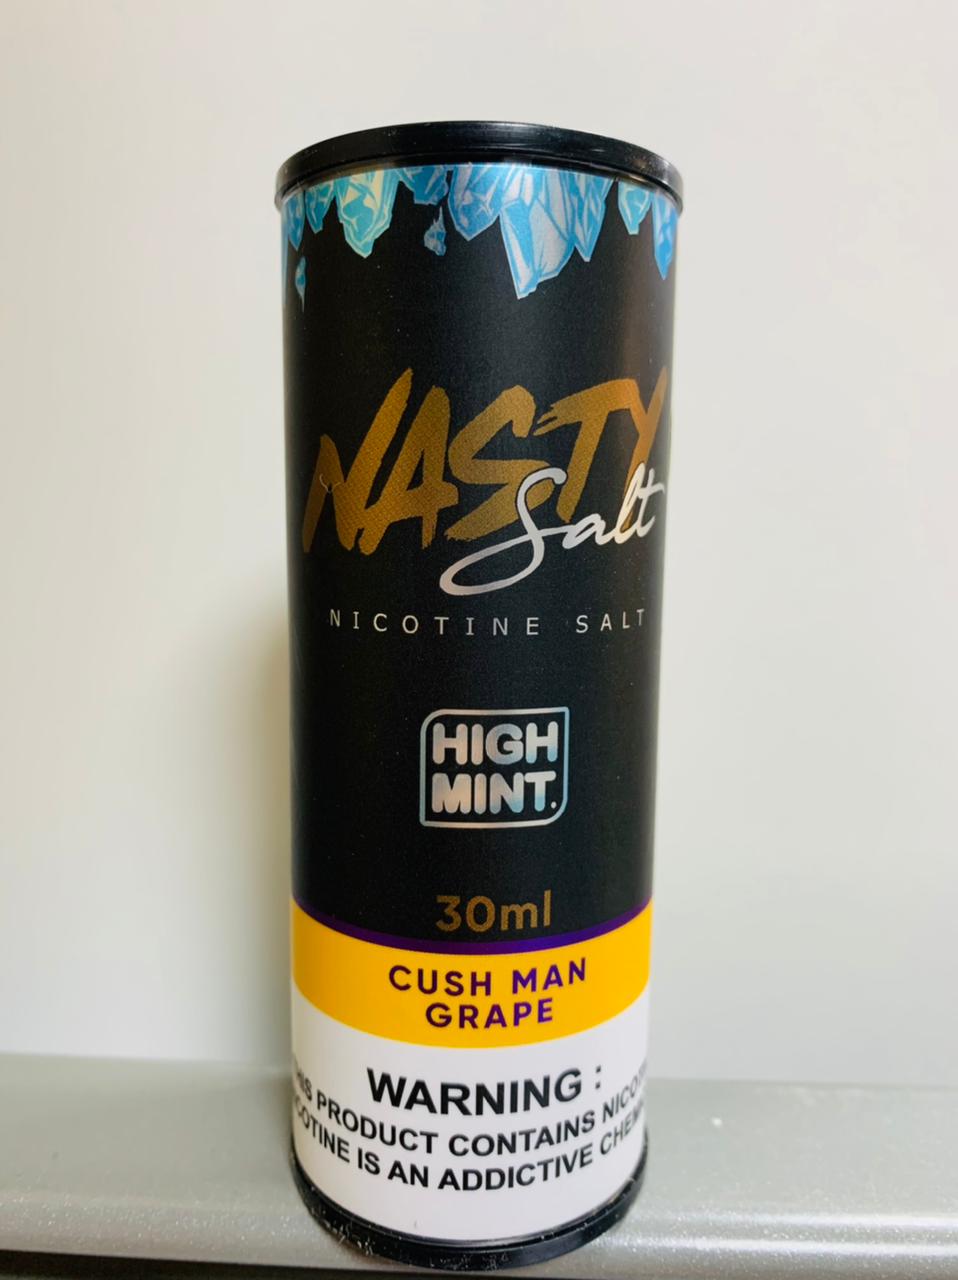 NASTY
Salt
NICOTINE SALT
HIGH
MINT.
30ml
CUSH MAN
GRAPE
WARNING :
PRODUCT CONTAINS
IS AN ADDICTIVE